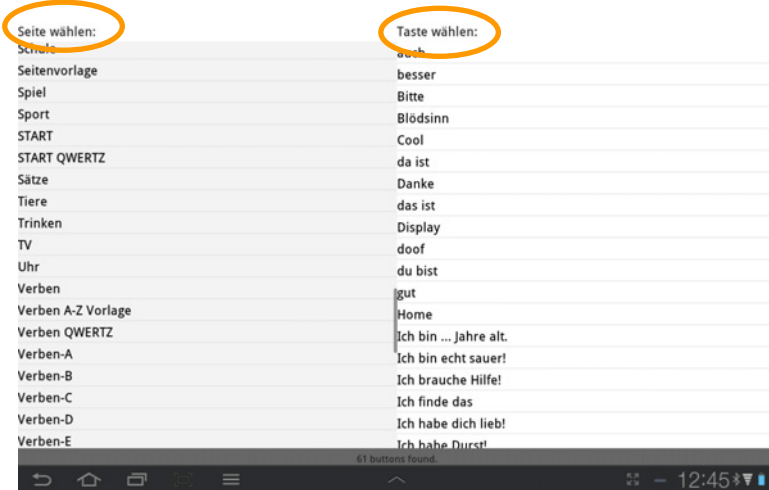 Seite wählen:
Schule
Seitenvorlage
Spiel
Sport
START
START QWERTZ
Sätze
Tiere
Trinken
TV
Uhr
Verben
Verben A-Z Vorlage
Verben QWERTZ
Verben-A
Verben-B
Verben-C
Verben-D
Verben-E
Taste wählen:
auch
besser
Bitte
Blödsinn
Cool
da ist
Danke
das ist
Display
doof
du bist
gut
Home
Ich bin ... Jahre alt.
Ich bin echt sauer!
Ich brauche Hilfe!
Ich finde das
Ich habe dich lieb!
Ich habe Durst!
61 buttons found.
12:45